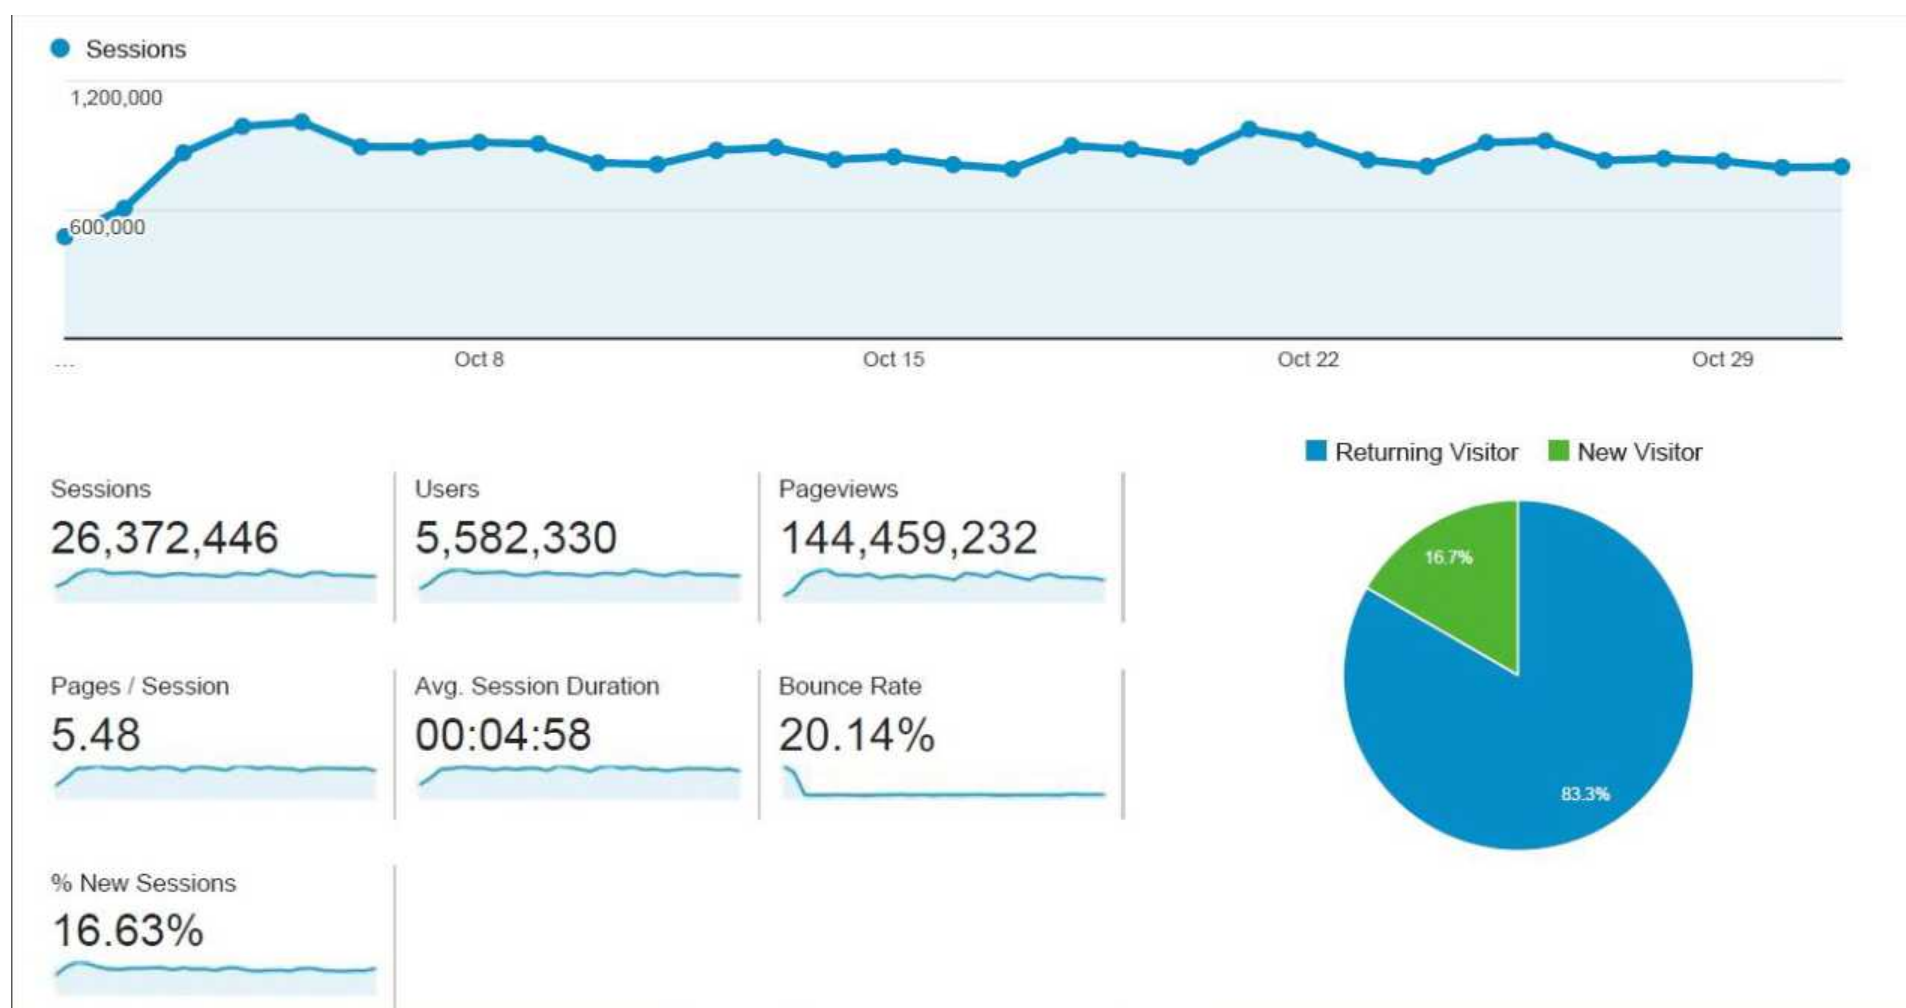 Sessions
1,200,000
600,000
... Oct 8 Oct 15 Oct 22 Oct 29
Returning Visitor New Visitor
Sessions Users Pageviews
26,372,446 5,582,330 144,459,232
16.7%
Pages / Session Avg. Session Duration Bounce Rate
5.48 00:04:58 20.14%
83.3%
% New Sessions
16.63%